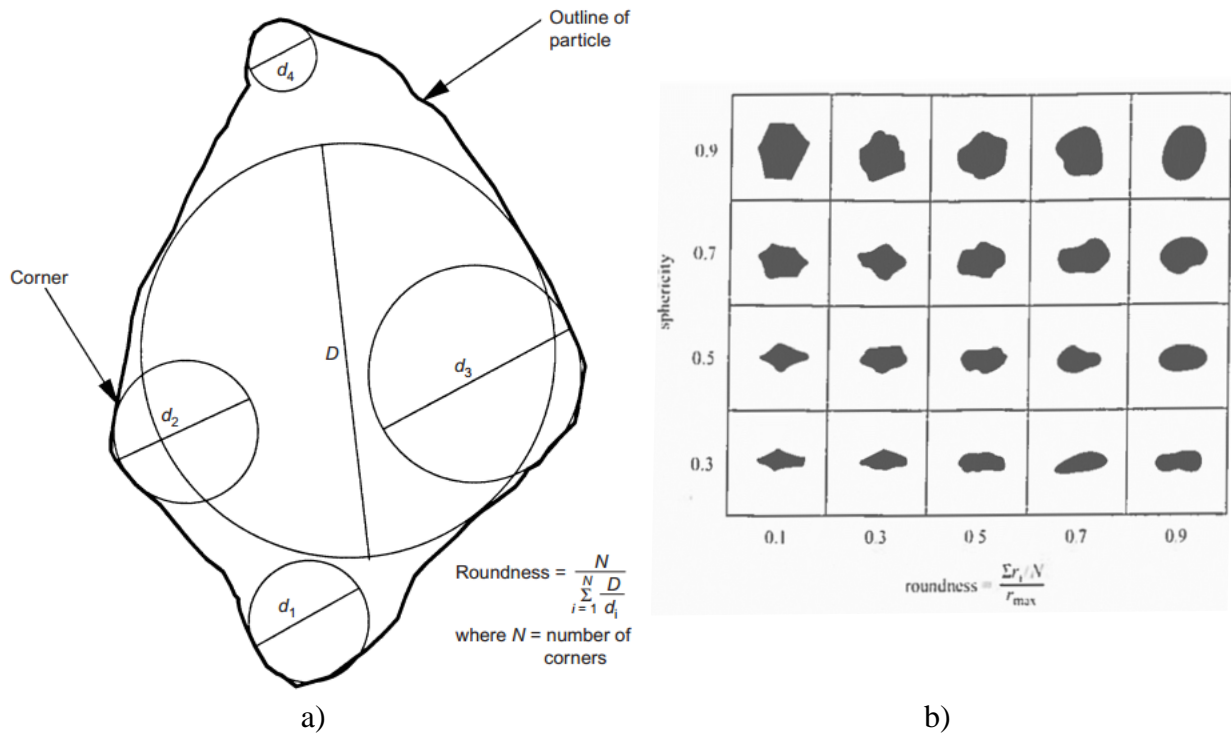 Outline of
particle
d4
Corner
D
d3
d2
d1
Roundness = N / N Σ i = 1 D / di
where N = number of
corners
a)
sphericity
0.9
0.7
0.5
0.3
0.1 0.3 0.5 0.7 0.9
roundness = Σri/N / rmax
b)